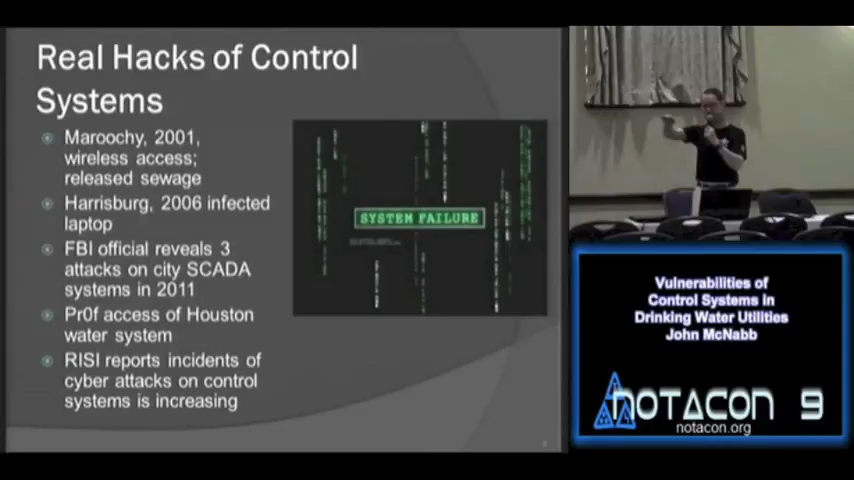 Real Hacks of Control
Systems
Maroochy, 2001,
wireless access;
released sewage
Harrisburg, 2006 infected
laptop
FBI official reveals 3
attacks on city SCADA
systems in 2011
Pr0f access of Houston
water system
RISI reports incidents of
cyber attacks on control
systems is increasing
SYSTEM FAILURE
Vulnerabilities of
Control Systems in
Drinking Water Utilities
John McNabb
NOTACON 9
notacon.org